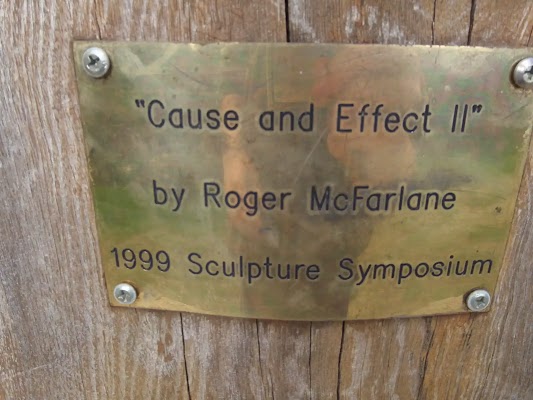 "Cause and Effect II"
by Roger McFarlane
1999 Sculpture Symposium